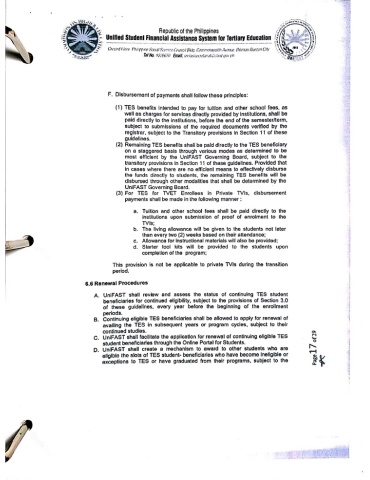 Republic of the Philippines
Unified Student Financial Assistance System for Tertiary Education
F. Disbursement of payments shall follow these principles:
(1) TES benefits intended to pay for tuition and other school fees, as
well as charges for services directly provided by institutions, shall be
paid directly to the institutions, before the end of the semester/term,
subject to submissions of the required documents verified by the
registrar, subject to the Transitory provisions in Section 11 of these
guidelines.
(2) Remaining TES benefits shall be paid directly to the TES beneficiary
on a staggered basis through various modes as determined to be
most efficient by the UniFAST Governing Board, subject to the
transitory provisions in Section 11 of these guidelines. Provided that
in cases where there are no efficient means to effectively disburse
the funds directly to students, the remaining TES benefits will be
disbursed through other modalities that shall be determined by the
UniFAST Governing Board.
(3) For TES for TVET Enrollees in Private TVIs, disbursement
payments shall be made in the following manner :
a. Tuition and other school fees shall be paid directly to the
institutions upon submission of proof of enrolment to the
TVIs;
b. The living allowance will be given to the students not later
than every two (2) weeks based on their attendance;
c. Allowance for instructional materials will also be provided;
d. Starter tool kits will be provided to the students upon
completion of the program;
This provision is not be applicable to private TVIs during the transition
period.
6.6 Renewal Procedures
A. UniFAST shall review and assess the status of continuing TES student
beneficiaries for continued eligibility, subject to the provisions of Section 3.0
of these guidelines, every year before the beginning of the enrollment
periods.
B. Continuing eligible TES beneficiaries shall be allowed to apply for renewal of
availing the TES in subsequent years or program cycles, subject to their
continued studies.
C. UniFAST shall facilitate the application for renewal of continuing eligible TES
student beneficiaries through the Online Portal for Students.
D. UniFAST shall create a mechanism to award to other students who are
eligible the slots of TES student- beneficiaries who have become ineligible or
exceptions to TES or have graduated from their programs, subject to the
Page 17 of 29